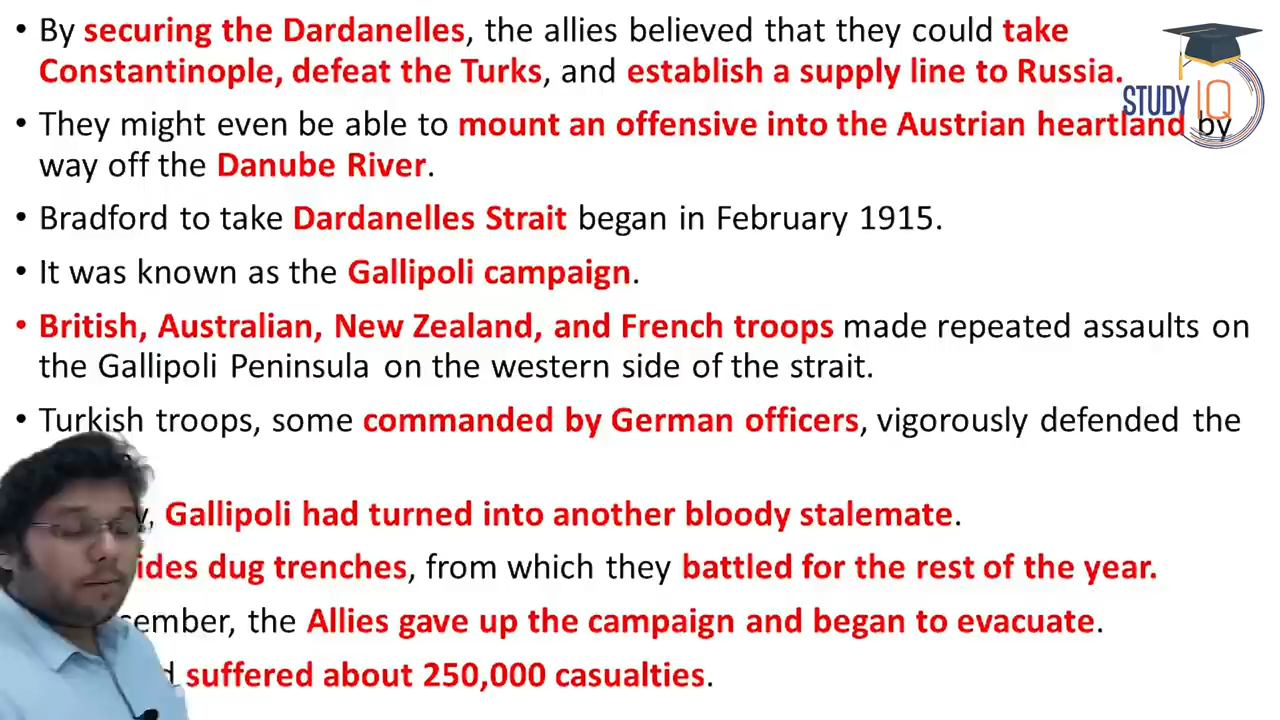 • By securing the Dardanelles, the allies believed that they could take
Constantinople, defeat the Turks, and establish a supply line to Russia.
• They might even be able to mount an offensive into the Austrian heartland by
way off the Danube River.
• Bradford to take Dardanelles Strait began in February 1915.
• It was known as the Gallipoli campaign.
• British, Australian, New Zealand, and French troops made repeated assaults on
the Gallipoli Peninsula on the western side of the strait.
• Turkish troops, some commanded by German officers, vigorously defended the
Gallipoli had turned into another bloody stalemate.
dug trenches, from which they battled for the rest of the year.
the Allies gave up the campaign and began to evacuate.
suffered about 250,000 casualties.
STUDY IQ